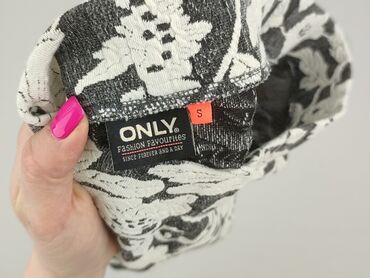 ONLY®
FASHION FAVOURITES
SINCE FOREVER AND A DAY
S